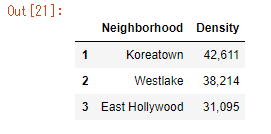 Out[21]:
Neighborhood Density
1 Koreatown 42,611
2 Westlake 38,214
3 East Hollywood 31,095